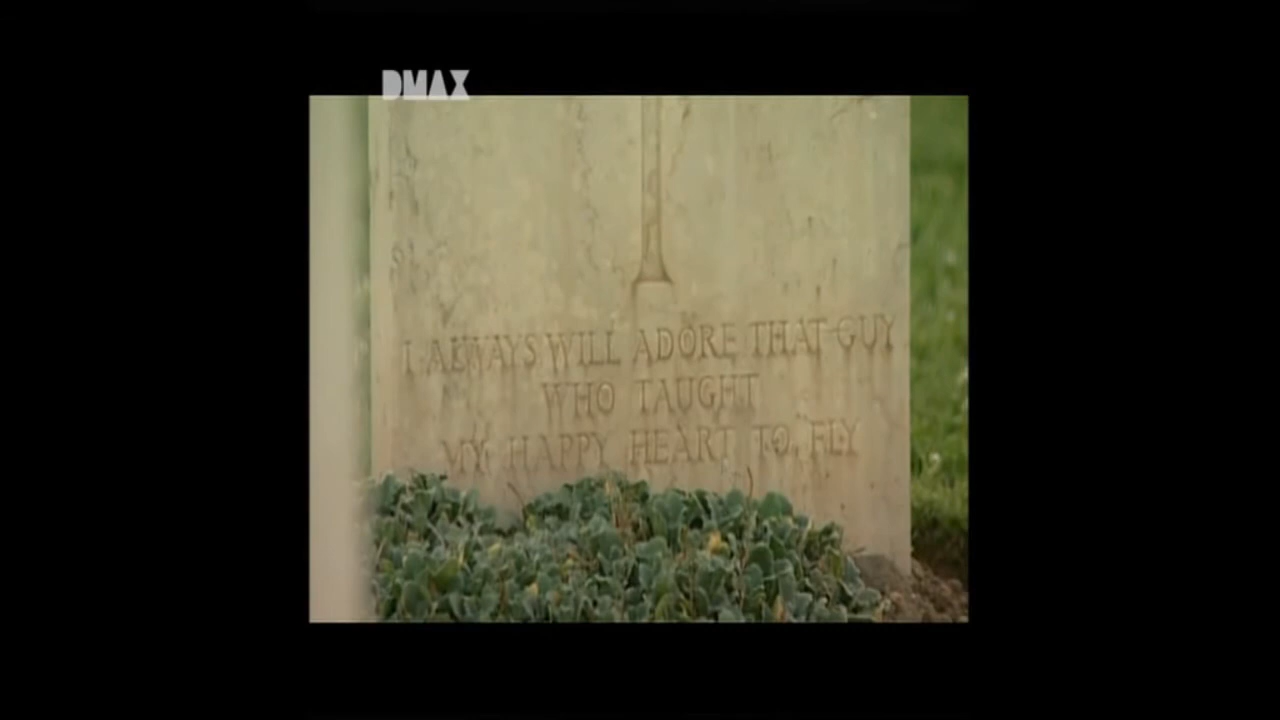 DMAX
I ALWAYS WILL ADORE THAT GUY
WHO TAUGHT
MY HAPPY HEART TO FLY